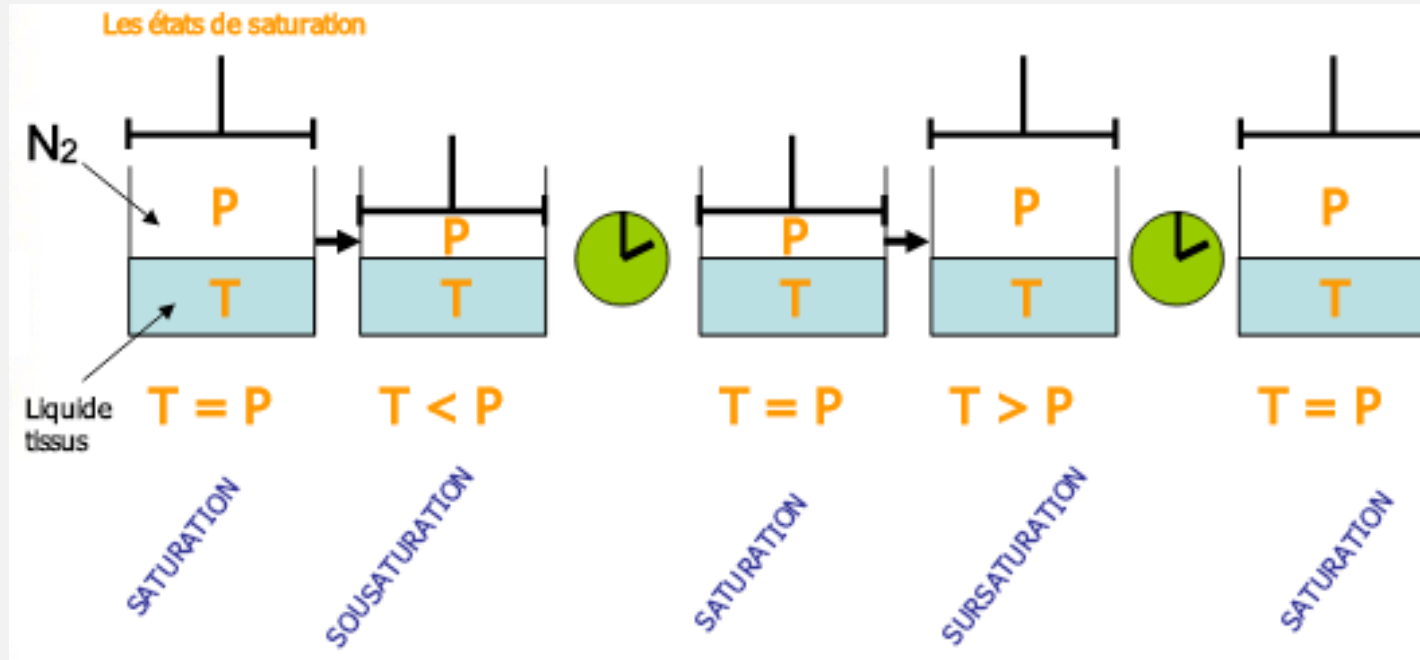 Les états de saturation
N2
P
P
P
P
P
T
T
T
T
T
Liquide
tissus
T = P
T < P
T = P
T > P
T = P
SATURATION
SOUSATURATION
SATURATION
SURSATURATION
SATURATION